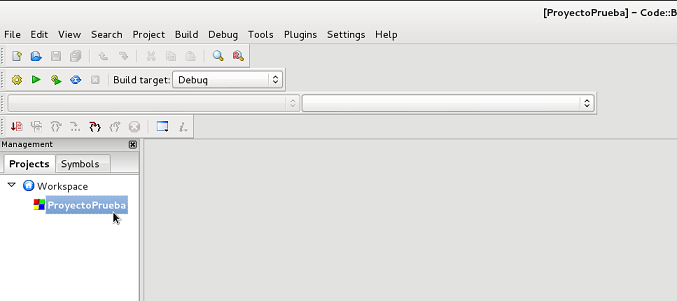 [ProyectoPrueba] - Code::B
File Edit View Search Project Build Debug Tools Plugins Settings Help
Build target: Debug
Management
Projects Symbols
Workspace
ProyectoPrueba